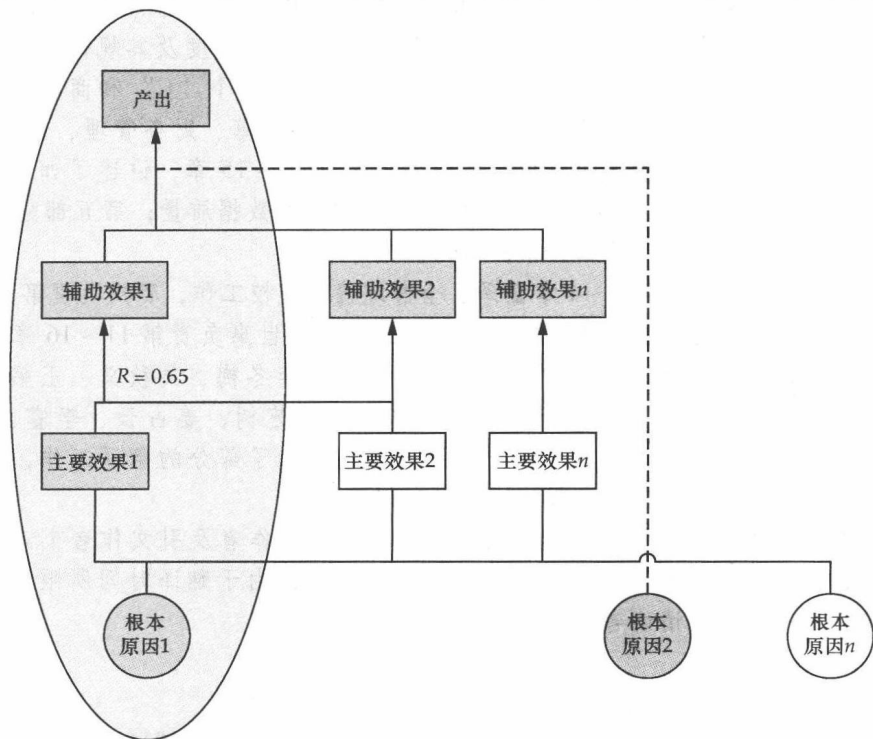 产出
辅助效果1
辅助效果2
辅助效果n
R = 0.65
主要效果1
主要效果2
主要效果n
根本
原因1
根本
原因2
根本
原因n